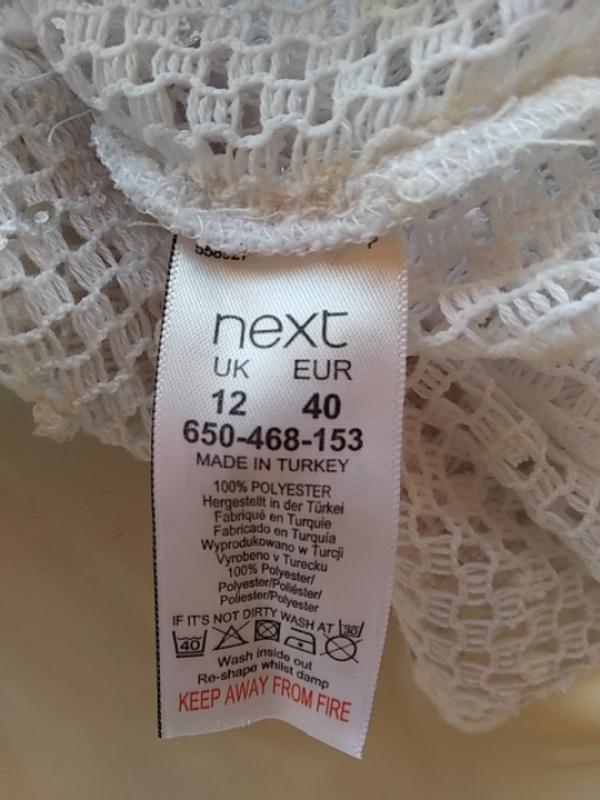 next
UK EUR
12 40
650-468-153
MADE IN TURKEY
100% POLYESTER
Hergestellt in der Türkei
Fabriqué en Turquie
Fabricado en Turquía
Wyprodukowano w Turcji
Vyrobeno v Turecku
100% Polyester/
Polyester/Poliéster/
Poliester/Polyester
IF IT'S NOT DIRTY WASH AT 30
40
Wash inside out
Re-shape whilst damp
KEEP AWAY FROM FIRE